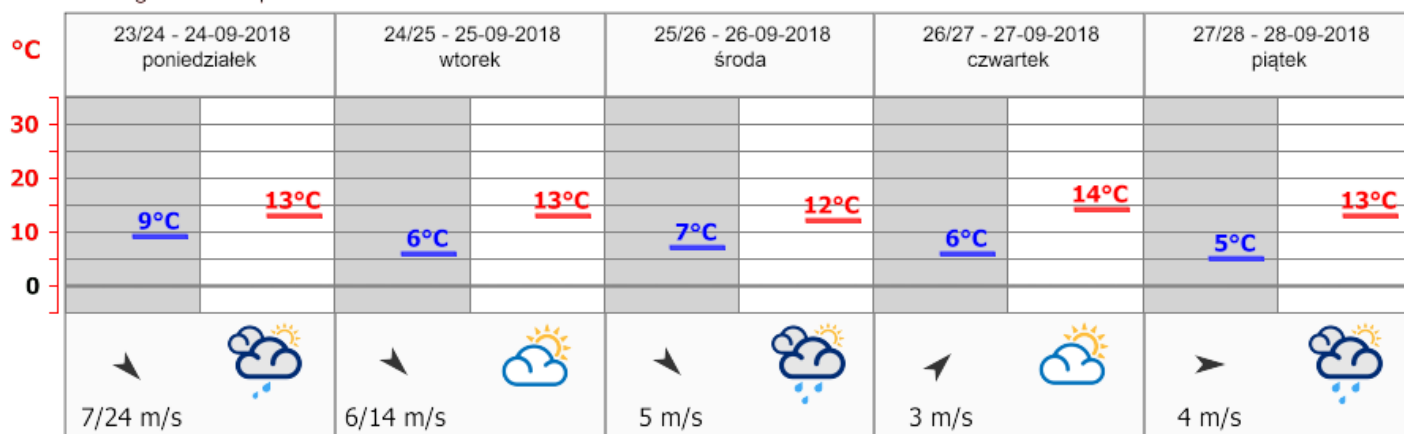 °C
23/24 - 24-09-2018
poniedziałek
24/25 - 25-09-2018
wtorek
25/26 - 26-09-2018
środa
26/27 - 27-09-2018
czwartek
27/28 - 28-09-2018
piątek
30
20
10
0
9°C
13°C
6°C
13°C
7°C
12°C
6°C
14°C
5°C
13°C
7/24 m/s
6/14 m/s
5 m/s
3 m/s
4 m/s